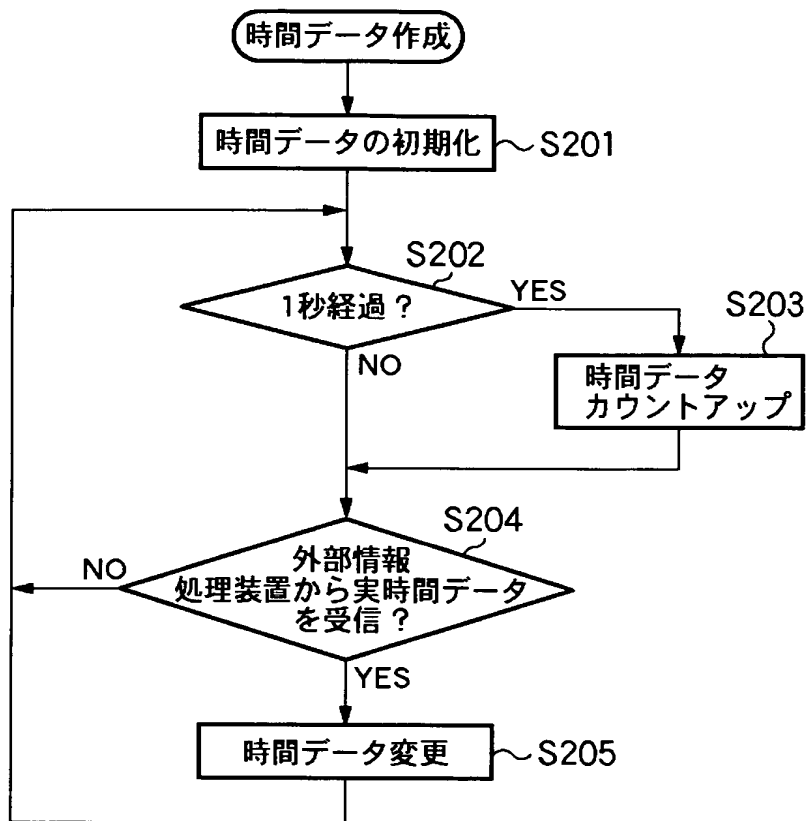 時間データ作成
時間データの初期化
S201
S202
1秒経過?
YES
NO
S203
時間データ
カウントアップ
S204
外部情報
処理装置から実時間データ
を受信?
NO
YES
時間データ変更
S205